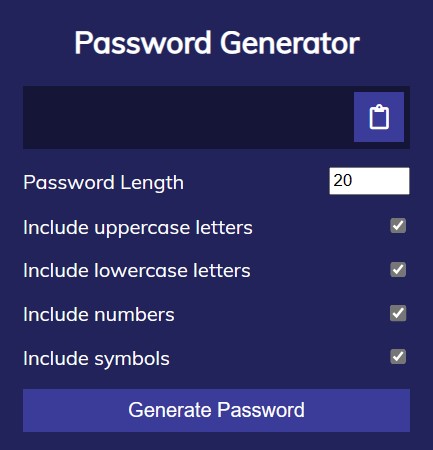 Password Generator
Password Length 20
Include uppercase letters
Include lowercase letters
Include numbers
Include symbols
Generate Password